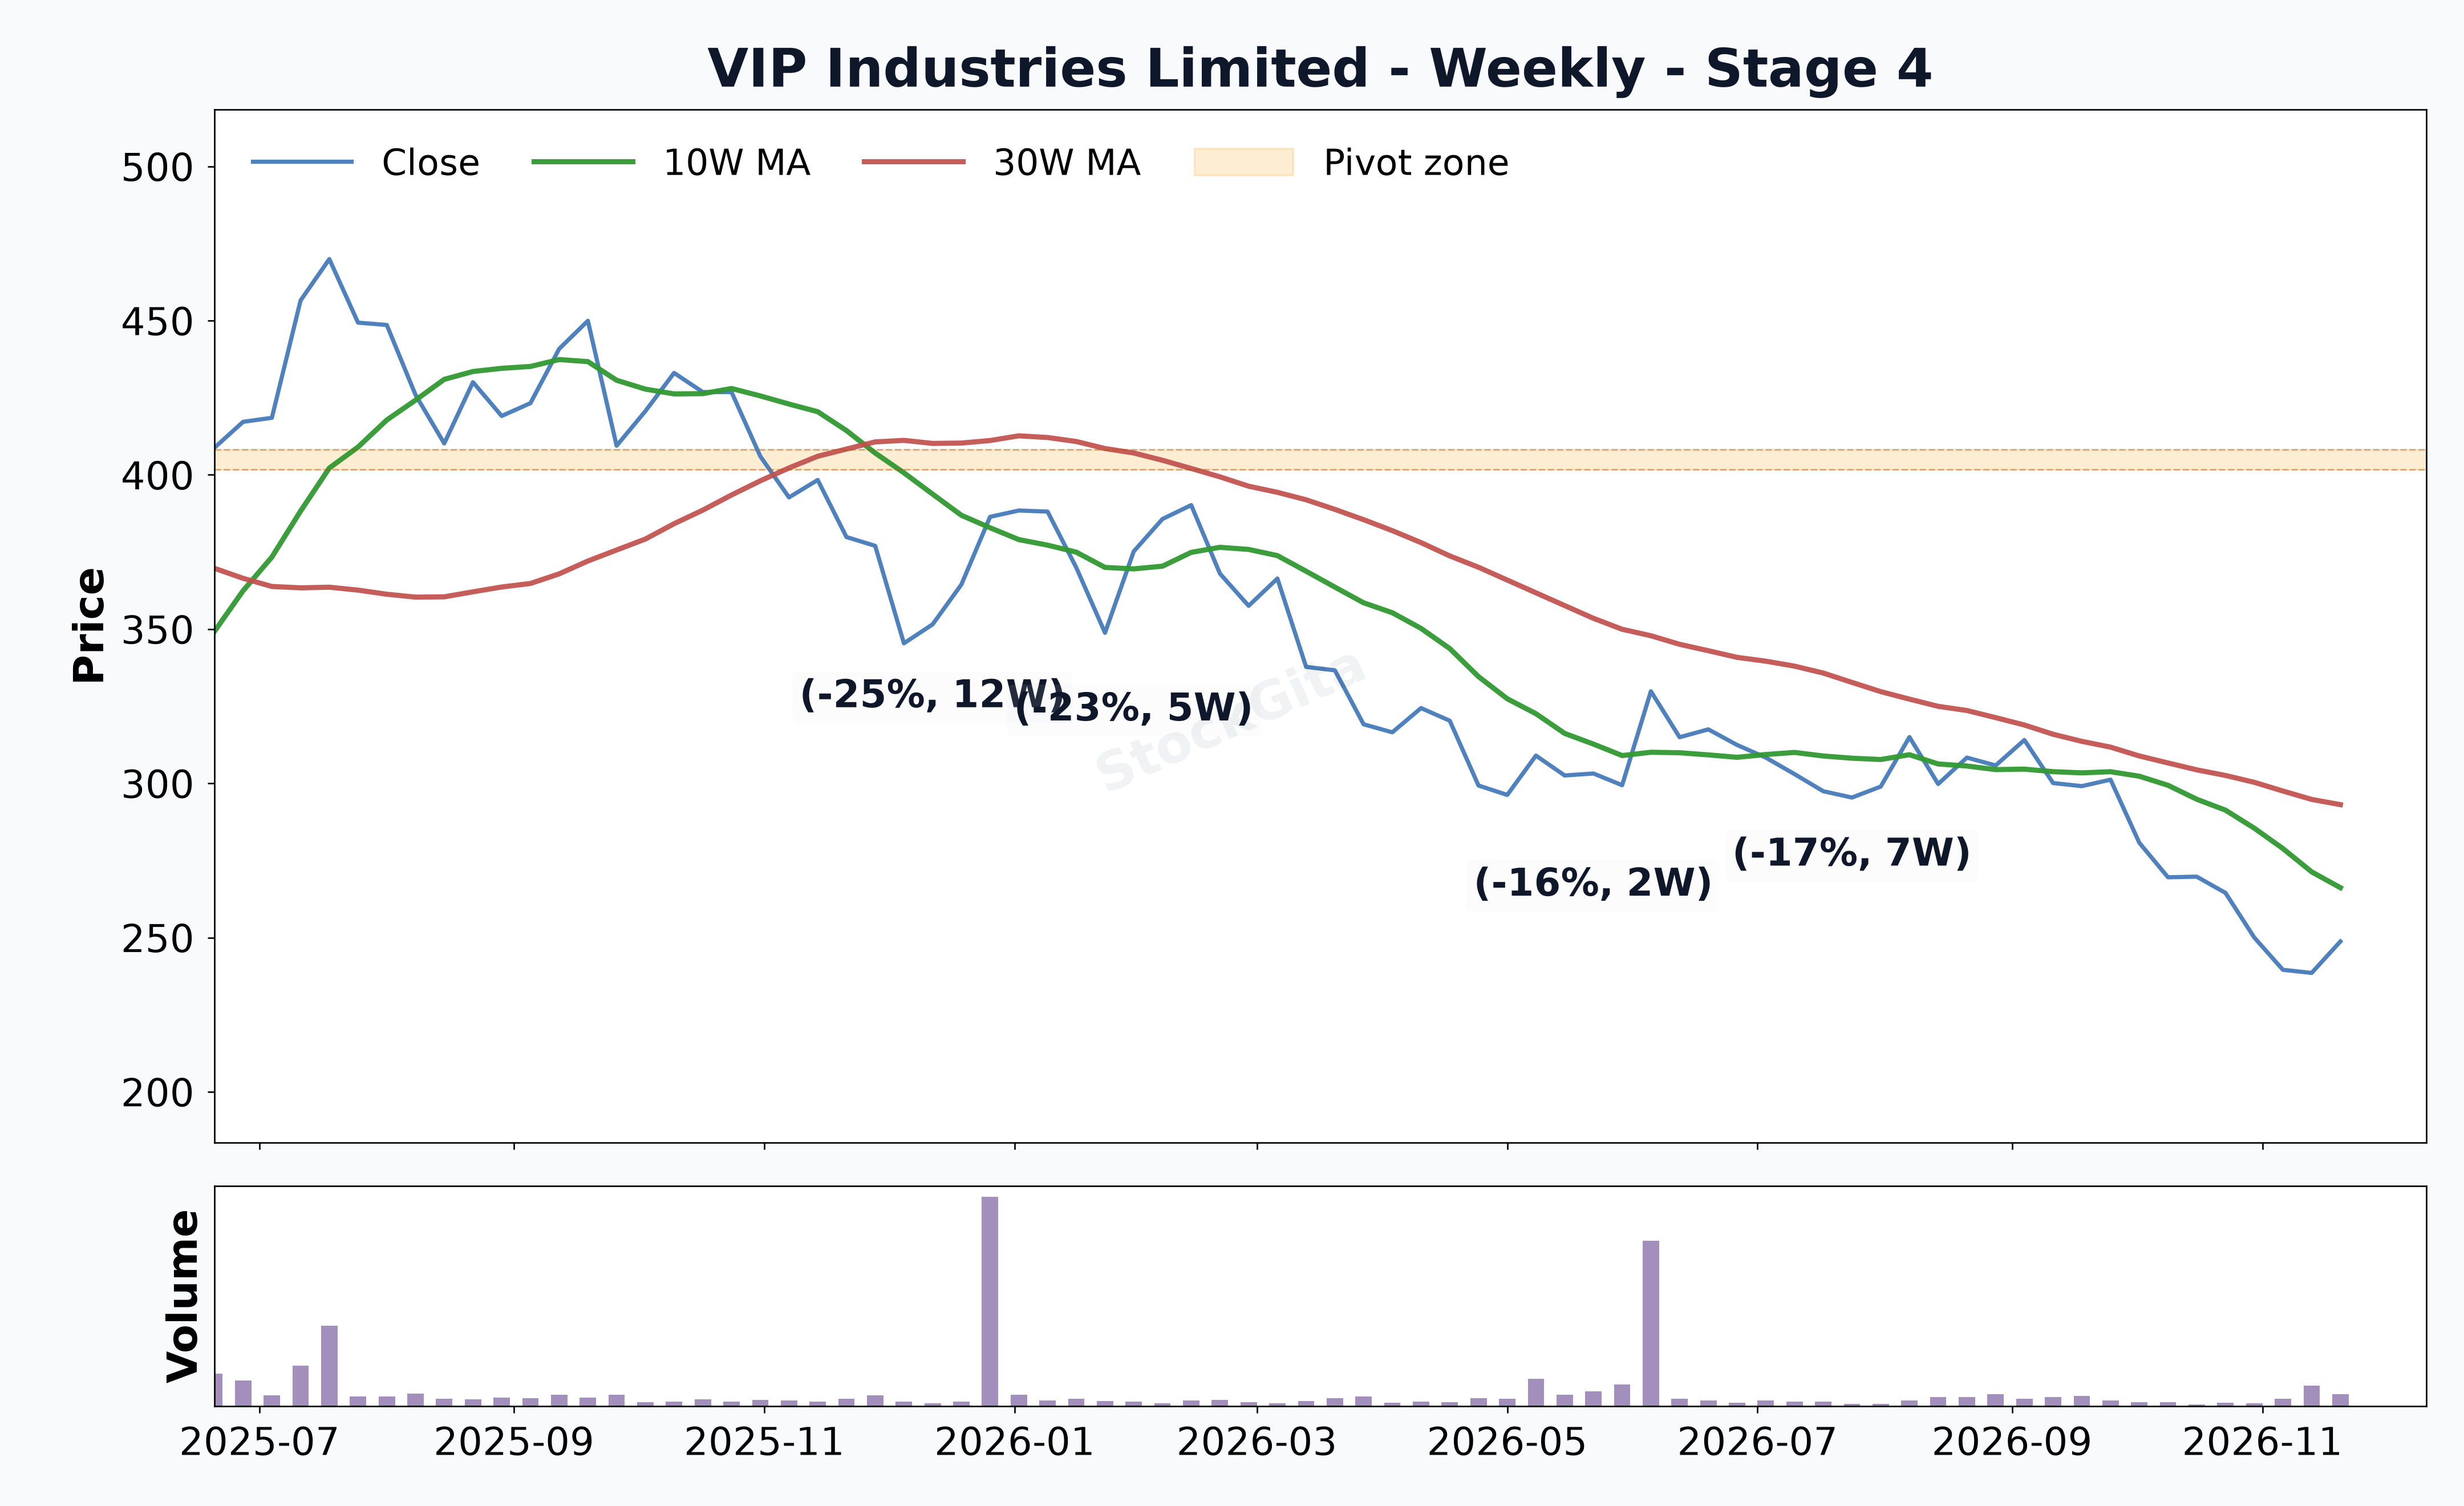 VIP Industries Limited - Weekly - Stage 4
Close 10W MA 30W MA Pivot zone
500
450
400
350
300
250
200
Price
(-25%, 12W)
(-23%, 5W)
StockGita
(-16%, 2W)
(-17%, 7W)
Volume
2025-07 2025-09 2025-11 2026-01 2026-03 2026-05 2026-07 2026-09 2026-11